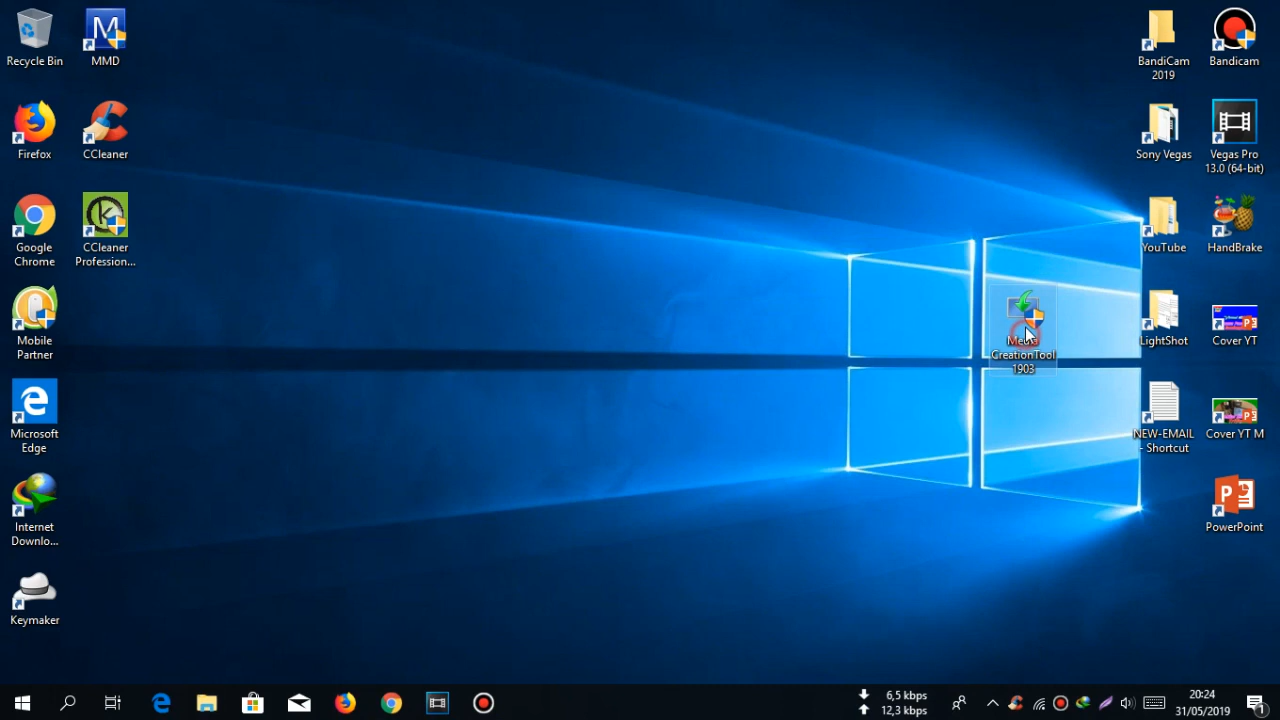 Recycle Bin
MMD
Firefox
CCleaner
Google
Chrome
CCleaner
Profession...
Mobile
Partner
Microsoft
Edge
Internet
Downlo...
Keymaker
Media
CreationTool
1903
BandiCam
2019
Bandicam
Sony Vegas
Vegas Pro
13.0 (64-bit)
YouTube
HandBrake
LightShot
Cover YT
NEW-EMAIL
- Shortcut
Cover YT M
PowerPoint
6,5 kbps
12,3 kbps
20:24
31/05/2019
1